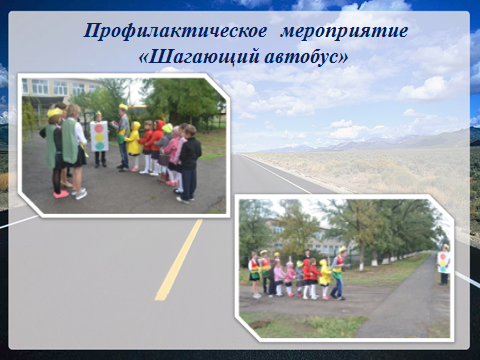 Профилактическое мероприятие
«Шагающий автобус»